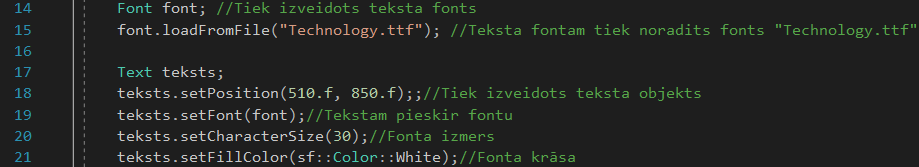 14 Font font; //Tiek izveidots teksta fonts
15 font.loadFromFile("Technology.ttf"); //Teksta fontam tiek noradits fonts "Technology.ttf"
16
17 Text teksts;
18 teksts.setPosition(510.f, 850.f);;//Tiek izveidots teksta objekts
19 teksts.setFont(font);//Tekstam pieskir fontu
20 teksts.setCharacterSize(30);//Fonta izmers
21 teksts.setFillColor(sf::Color::White);//Fonta krāsa